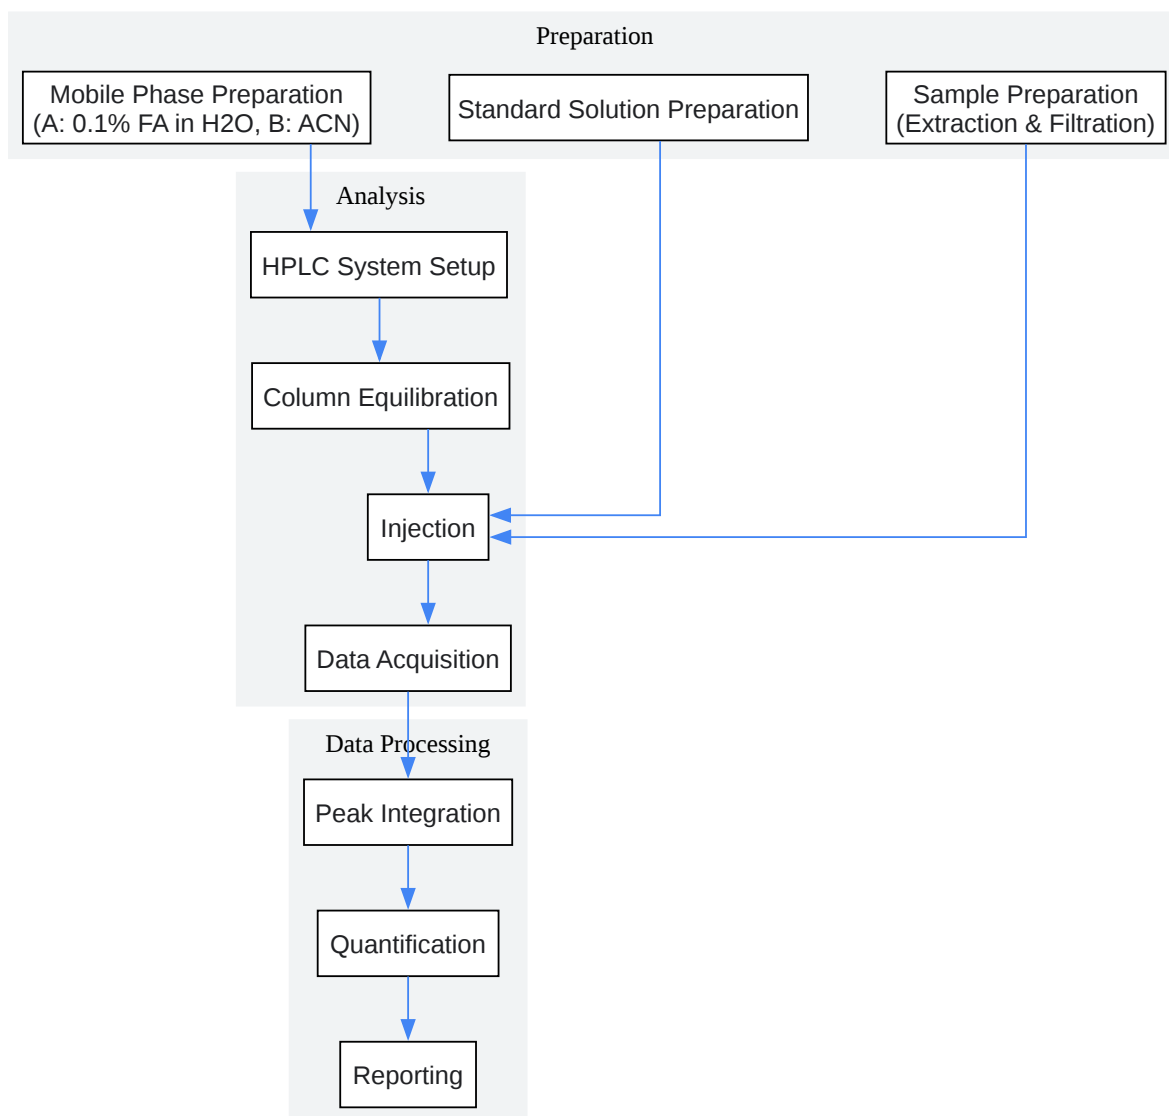 Preparation
Mobile Phase Preparation
(A: 0.1% FA in H2O, B: ACN)
Standard Solution Preparation
Sample Preparation
(Extraction & Filtration)
Analysis
HPLC System Setup
Column Equilibration
Injection
Data Acquisition
Data Processing
Peak Integration
Quantification
Reporting